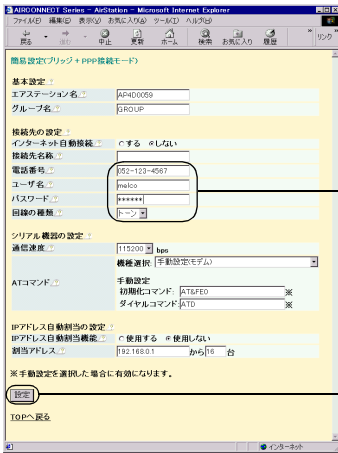 AIRCONNECT Series - AirStation - Microsoft Internet Explorer
ファイル(F) 編集(E) 表示(V) お気に入り(A) ツール(T) ヘルプ(H)
戻る 中止 更新 ホーム 検索 お気に入り 履歴 » リンク »
簡易設定(ブリッジ + PPP接続モード)
基本設定 ?
エアステーション名 ? AP4D0059
グループ名 ? GROUP
接続先の設定 ?
インターネット自動接続 ? する しない
接続先名称 ?
電話番号 ? 052-123-4567
ユーザ名 ? melco
パスワード ? ******
回線の種類 ? トーン
シリアル機器の設定 ?
通信速度 ? 115200 bps
機種選択: 手動設定(モデム)
ATコマンド ?
手動設定
初期化コマンド: AT&FE0 ※
ダイヤルコマンド: ATD ※
IPアドレス自動割当の設定 ?
IPアドレス自動割当機能 ? 使用する 使用しない
割当アドレス ? 192.168.0.1 から 16 台
※手動設定を選択した場合に有効になります。
設定
TOPへ戻る
インターネット